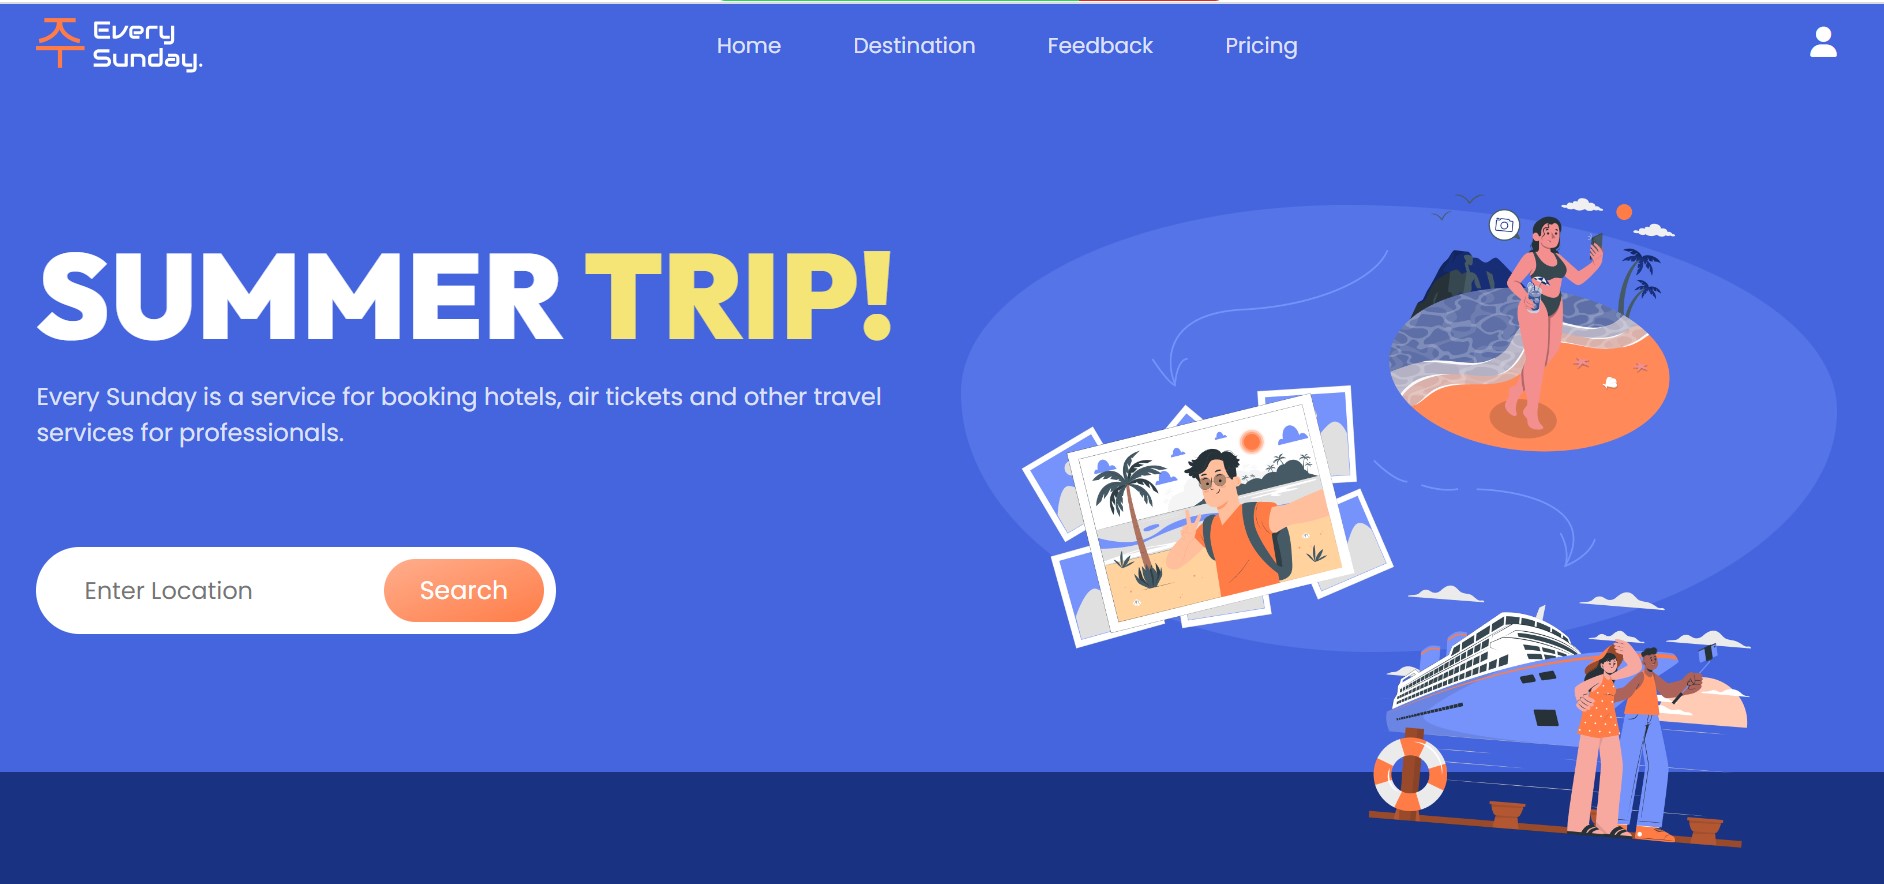 주 Every
Sunday.
Home Destination Feedback Pricing
SUMMER TRIP!
Every Sunday is a service for booking hotels, air tickets and other travel
services for professionals.
Enter Location Search